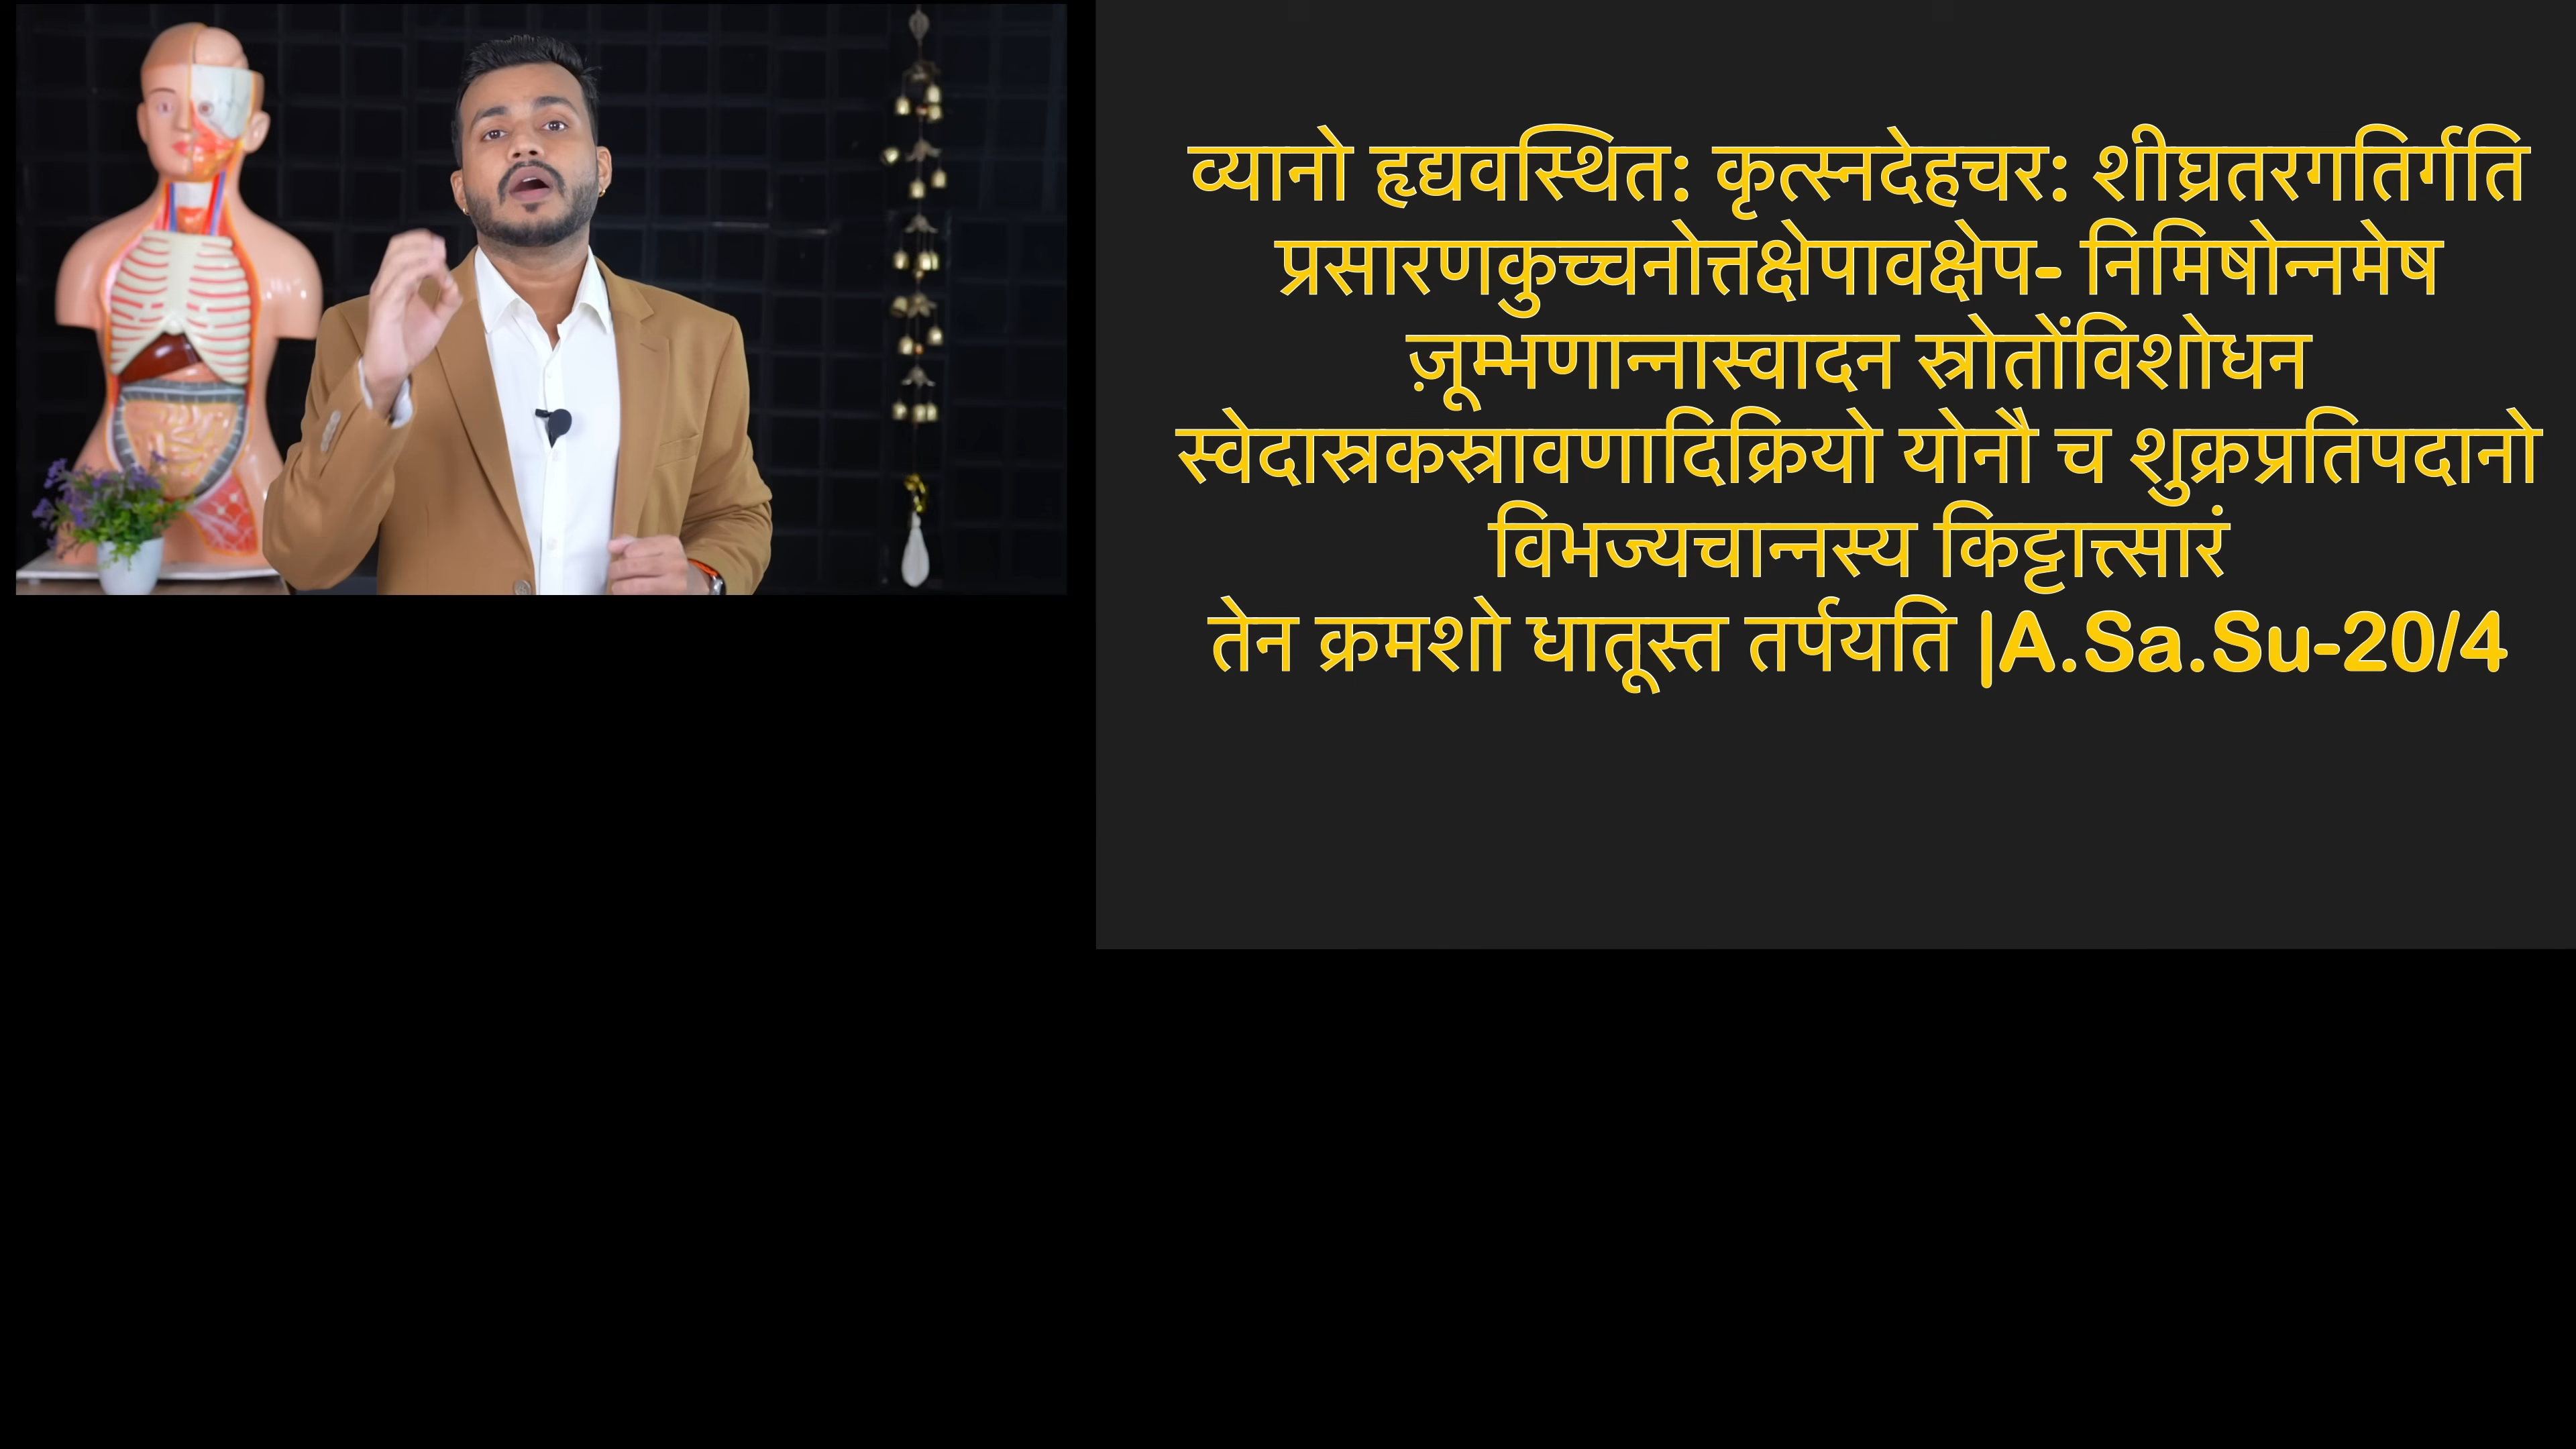 व्यानो हृद्यवस्थित: कृत्स्नदेहचर: शीघ्रतरगतिर्गति
प्रसारणकुच्चनोत्तक्षेपावक्षेप- निमिषोन्नमेष
ज़ूम्भणान्नास्वादन स्रोतोंविशोधन
स्वेदास्रकस्रावणादिक्रियो योनौ च शुक्रप्रतिपदानो
विभज्यचान्नस्य किट्टात्त्सारं
तेन क्रमशो धातूस्त तर्पयति |A.Sa.Su-20/4